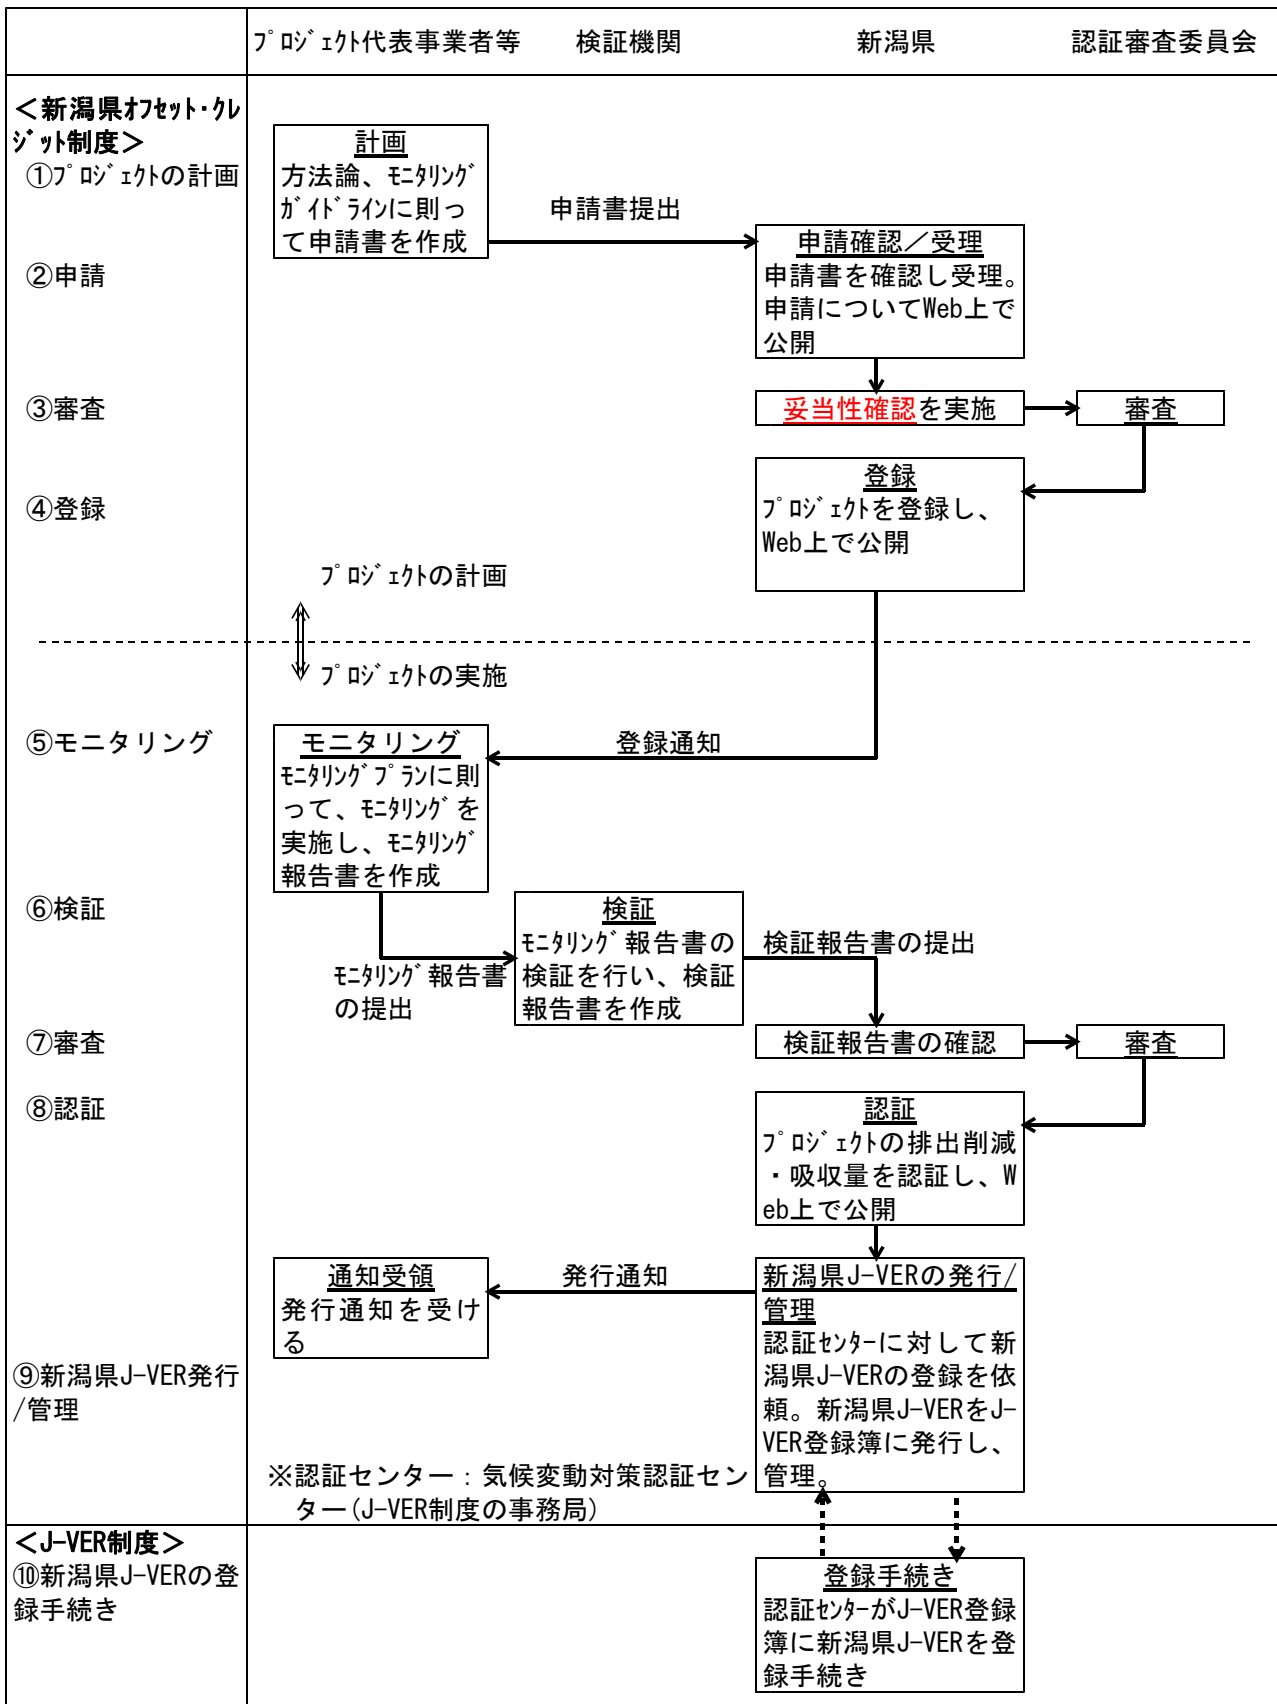 ﾌﾟﾛｼﾞｪｸﾄ代表事業者等 検証機関 新潟県 認証審査委員会
＜新潟県ｵﾌｾｯﾄ・ｸﾚ
ｼﾞｯﾄ制度＞
①ﾌﾟﾛｼﾞｪｸﾄの計画
計画
方法論、ﾓﾆﾀﾘﾝｸﾞ
ｶﾞｲﾄﾞﾗｲﾝに則っ
て申請書を作成
申請書提出
②申請
申請確認／受理
申請書を確認し受理。
申請についてWeb上で
公開
③審査
妥当性確認を実施
審査
④登録
登録
ﾌﾟﾛｼﾞｪｸﾄを登録し、
Web上で公開
ﾌﾟﾛｼﾞｪｸﾄの計画
ﾌﾟﾛｼﾞｪｸﾄの実施
⑤モニタリング
モニタリング
ﾓﾆﾀﾘﾝｸﾞﾌﾟﾗﾝに則
って、ﾓﾆﾀﾘﾝｸﾞを
実施し、ﾓﾆﾀﾘﾝｸﾞ
報告書を作成
登録通知
⑥検証
検証
ﾓﾆﾀﾘﾝｸﾞ報告書の
検証を行い、検証
報告書を作成
検証報告書の提出
ﾓﾆﾀﾘﾝｸﾞ報告書
の提出
⑦審査
検証報告書の確認
審査
⑧認証
認証
ﾌﾟﾛｼﾞｪｸﾄの排出削減
・吸収量を認証し、W
eb上で公開
通知受領
発行通知を受け
る
発行通知
新潟県J-VERの発行/
管理
認証ｾﾝﾀｰに対して新
潟県J-VERの登録を依
頼。新潟県J-VERをJ-
VER登録簿に発行し、
管理。
⑨新潟県J-VER発行
/管理
※認証センター：気候変動対策認証セン
ター(J-VER制度の事務局)
＜J-VER制度＞
⑩新潟県J-VERの登
録手続き
登録手続き
認証ｾﾝﾀｰがJ-VER登録
簿に新潟県J-VERを登
録手続き